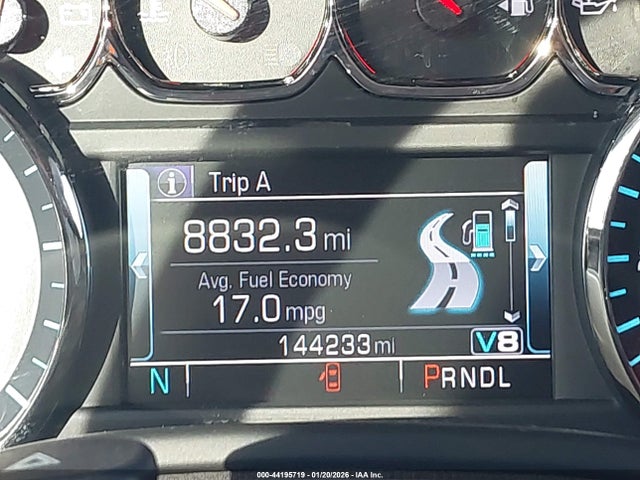 Trip A
8832.3 mi
Avg. Fuel Economy
17.0 mpg
144233 mi V8
N PRNDL
000-44195719 - 01/20/2026 - IAA Inc.